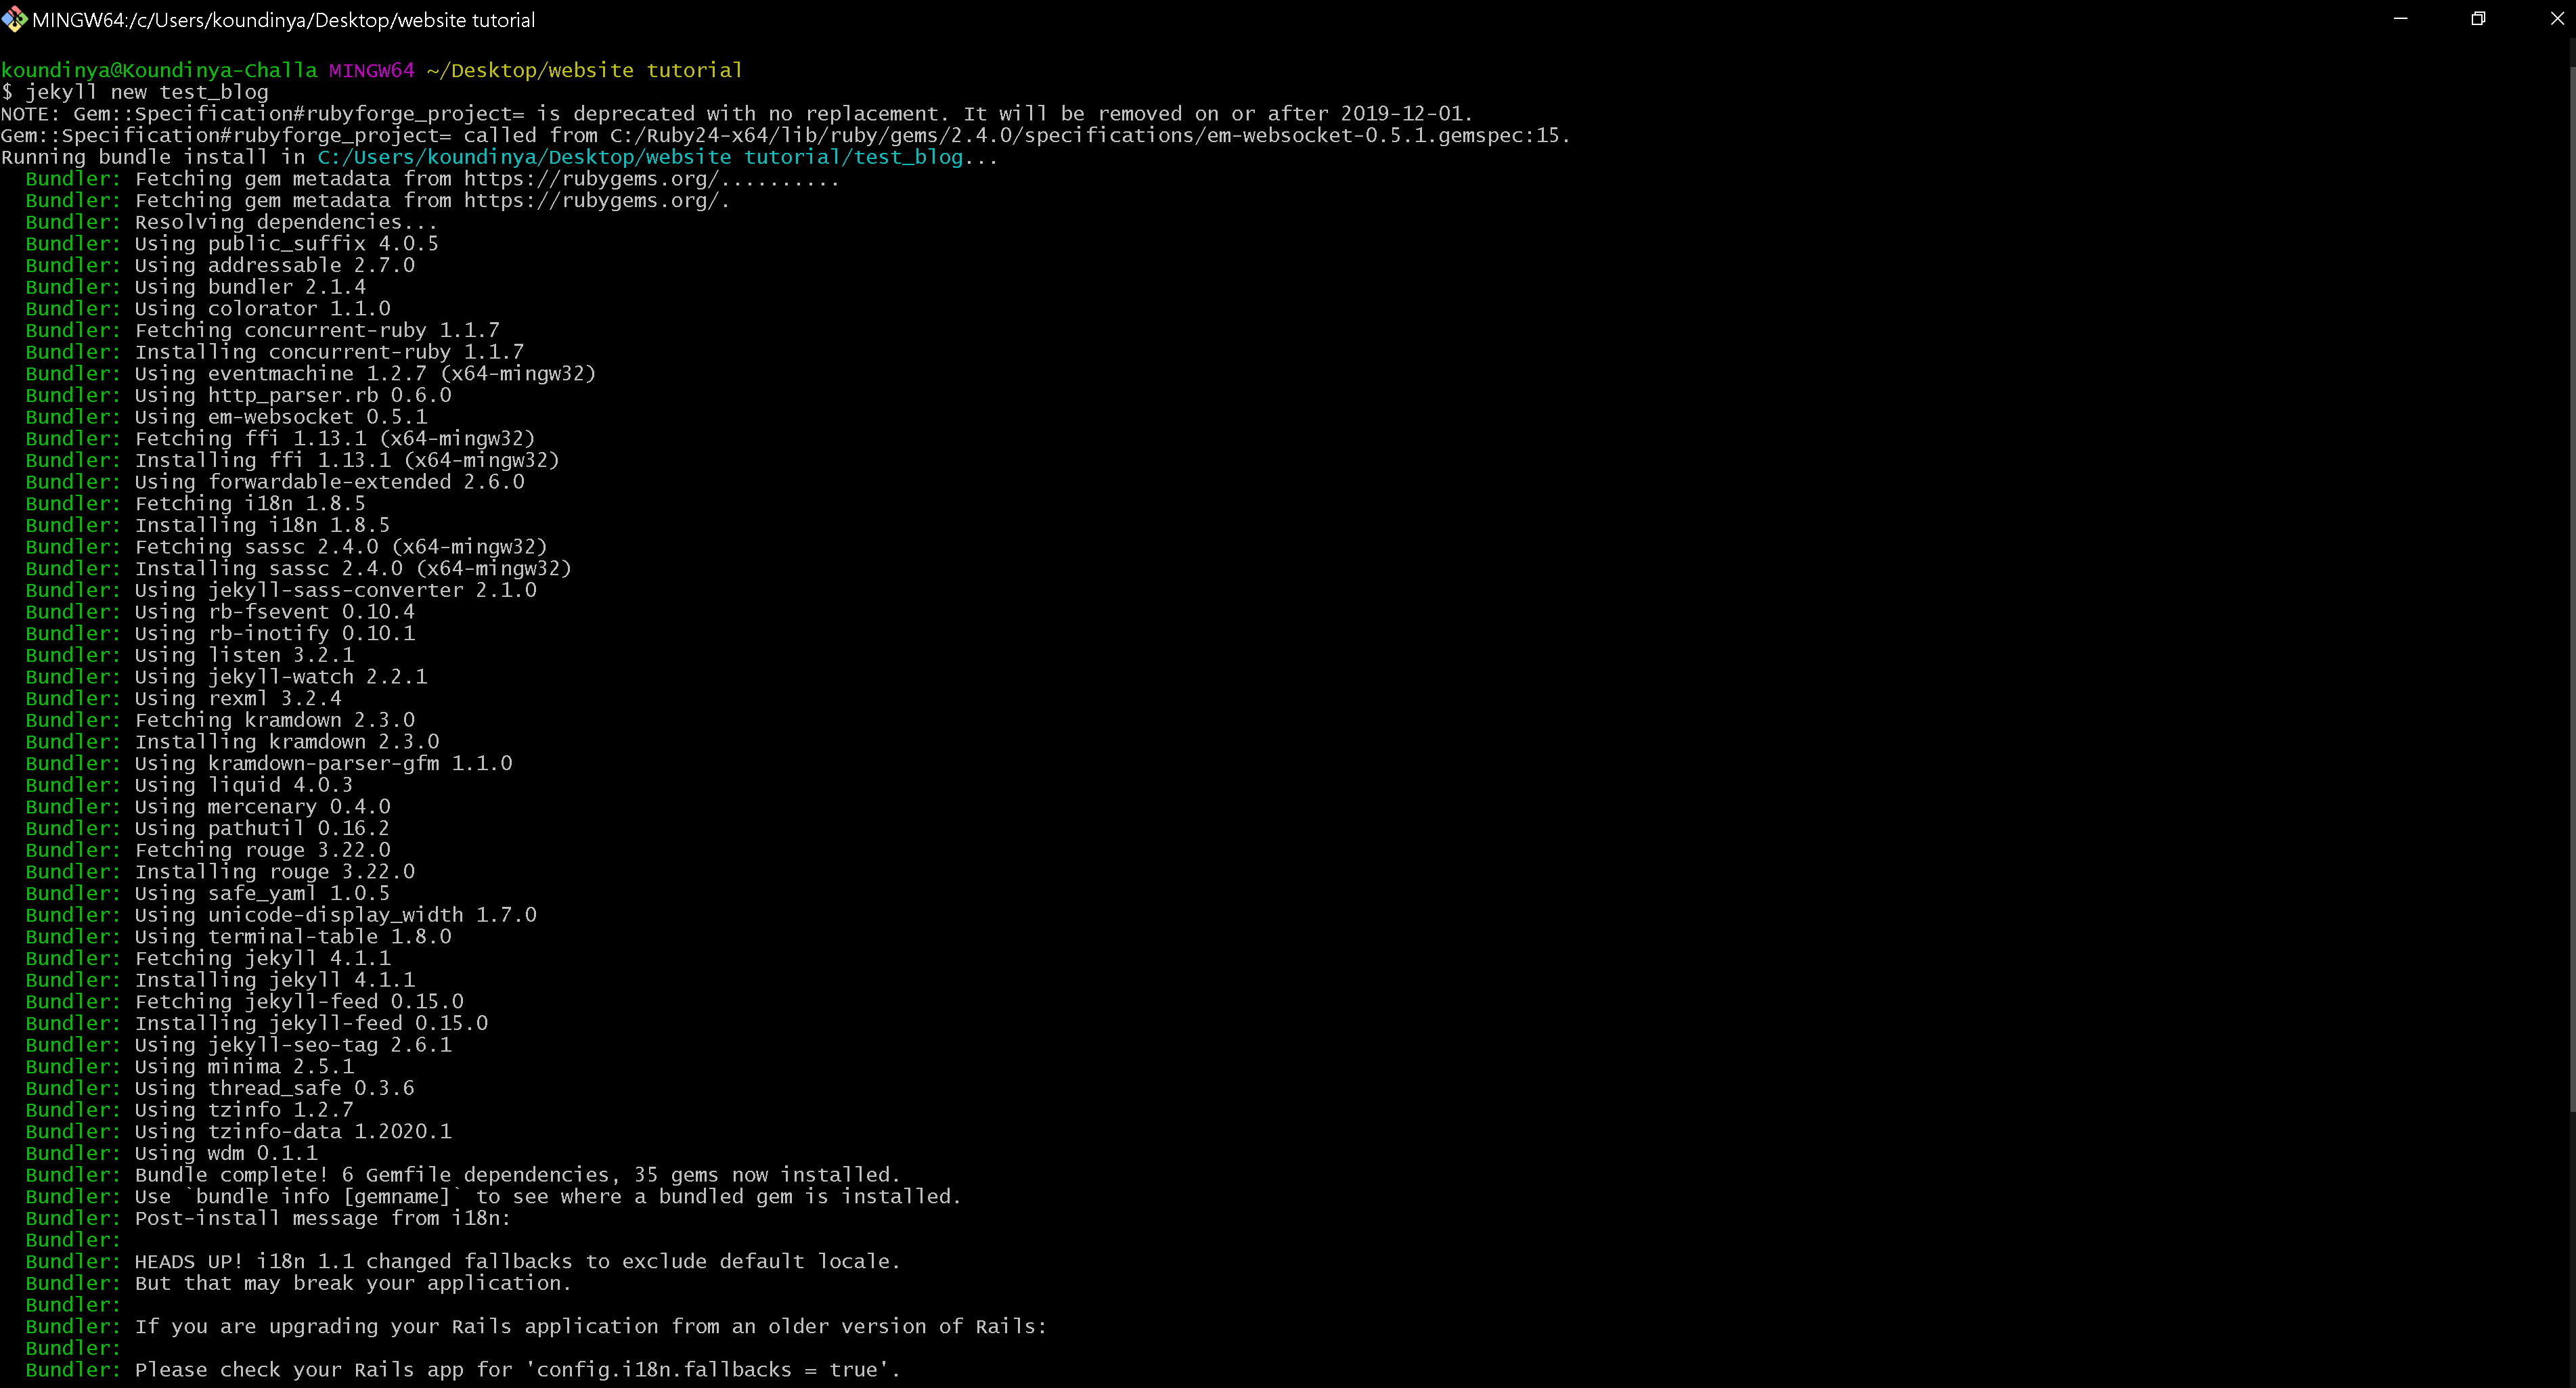 MINGW64:/c/Users/koundinya/Desktop/website tutorial
koundinya@Koundinya-Challa MINGW64 ~/Desktop/website tutorial
$ jekyll new test_blog
NOTE: Gem::Specification#rubyforge_project= is deprecated with no replacement. It will be removed on or after 2019-12-01.
Gem::Specification#rubyforge_project= called from C:/Ruby24-x64/lib/ruby/gems/2.4.0/specifications/em-websocket-0.5.1.gemspec:15.
Running bundle install in C:/Users/koundinya/Desktop/website tutorial/test_blog...
Bundler: Fetching gem metadata from https://rubygems.org/..........
Bundler: Fetching gem metadata from https://rubygems.org/.
Bundler: Resolving dependencies...
Bundler: Using public_suffix 4.0.5
Bundler: Using addressable 2.7.0
Bundler: Using bundler 2.1.4
Bundler: Using colorator 1.1.0
Bundler: Fetching concurrent-ruby 1.1.7
Bundler: Installing concurrent-ruby 1.1.7
Bundler: Using eventmachine 1.2.7 (x64-mingw32)
Bundler: Using http_parser.rb 0.6.0
Bundler: Using em-websocket 0.5.1
Bundler: Fetching ffi 1.13.1 (x64-mingw32)
Bundler: Installing ffi 1.13.1 (x64-mingw32)
Bundler: Using forwardable-extended 2.6.0
Bundler: Fetching i18n 1.8.5
Bundler: Installing i18n 1.8.5
Bundler: Fetching sassc 2.4.0 (x64-mingw32)
Bundler: Installing sassc 2.4.0 (x64-mingw32)
Bundler: Using jekyll-sass-converter 2.1.0
Bundler: Using rb-fsevent 0.10.4
Bundler: Using rb-inotify 0.10.1
Bundler: Using listen 3.2.1
Bundler: Using jekyll-watch 2.2.1
Bundler: Using rexml 3.2.4
Bundler: Fetching kramdown 2.3.0
Bundler: Installing kramdown 2.3.0
Bundler: Using kramdown-parser-gfm 1.1.0
Bundler: Using liquid 4.0.3
Bundler: Using mercenary 0.4.0
Bundler: Using pathutil 0.16.2
Bundler: Fetching rouge 3.22.0
Bundler: Installing rouge 3.22.0
Bundler: Using safe_yaml 1.0.5
Bundler: Using unicode-display_width 1.7.0
Bundler: Using terminal-table 1.8.0
Bundler: Fetching jekyll 4.1.1
Bundler: Installing jekyll 4.1.1
Bundler: Fetching jekyll-feed 0.15.0
Bundler: Installing jekyll-feed 0.15.0
Bundler: Using jekyll-seo-tag 2.6.1
Bundler: Using minima 2.5.1
Bundler: Using thread_safe 0.3.6
Bundler: Using tzinfo 1.2.7
Bundler: Using tzinfo-data 1.2020.1
Bundler: Using wdm 0.1.1
Bundler: Bundle complete! 6 Gemfile dependencies, 35 gems now installed.
Bundler: Use `bundle info [gemname]` to see where a bundled gem is installed.
Bundler: Post-install message from i18n:
Bundler:
Bundler: HEADS UP! i18n 1.1 changed fallbacks to exclude default locale.
Bundler: But that may break your application.
Bundler:
Bundler: If you are upgrading your Rails application from an older version of Rails:
Bundler:
Bundler: Please check your Rails app for 'config.i18n.fallbacks = true'.